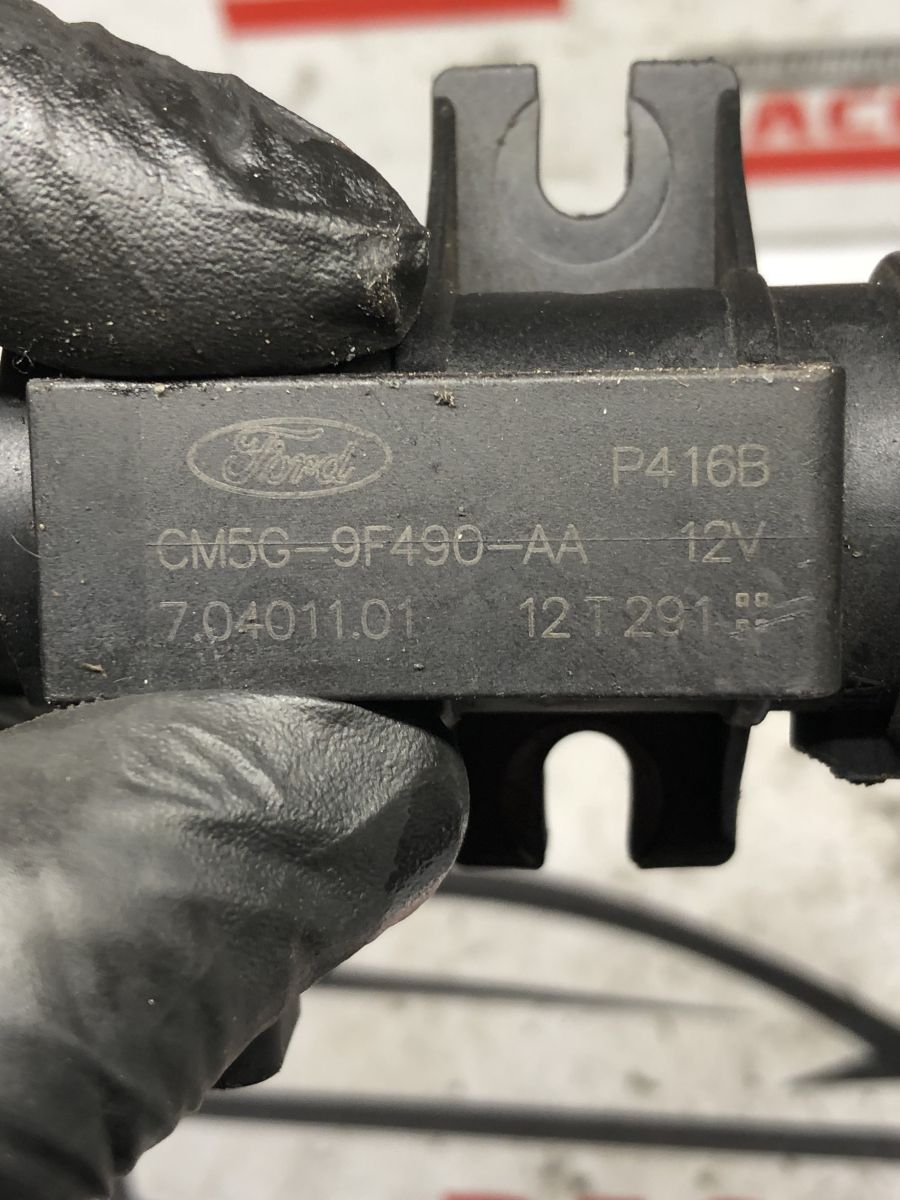 Ford P416B
CM5G-9F490-AA 12V
7.04011.01 12 T 291